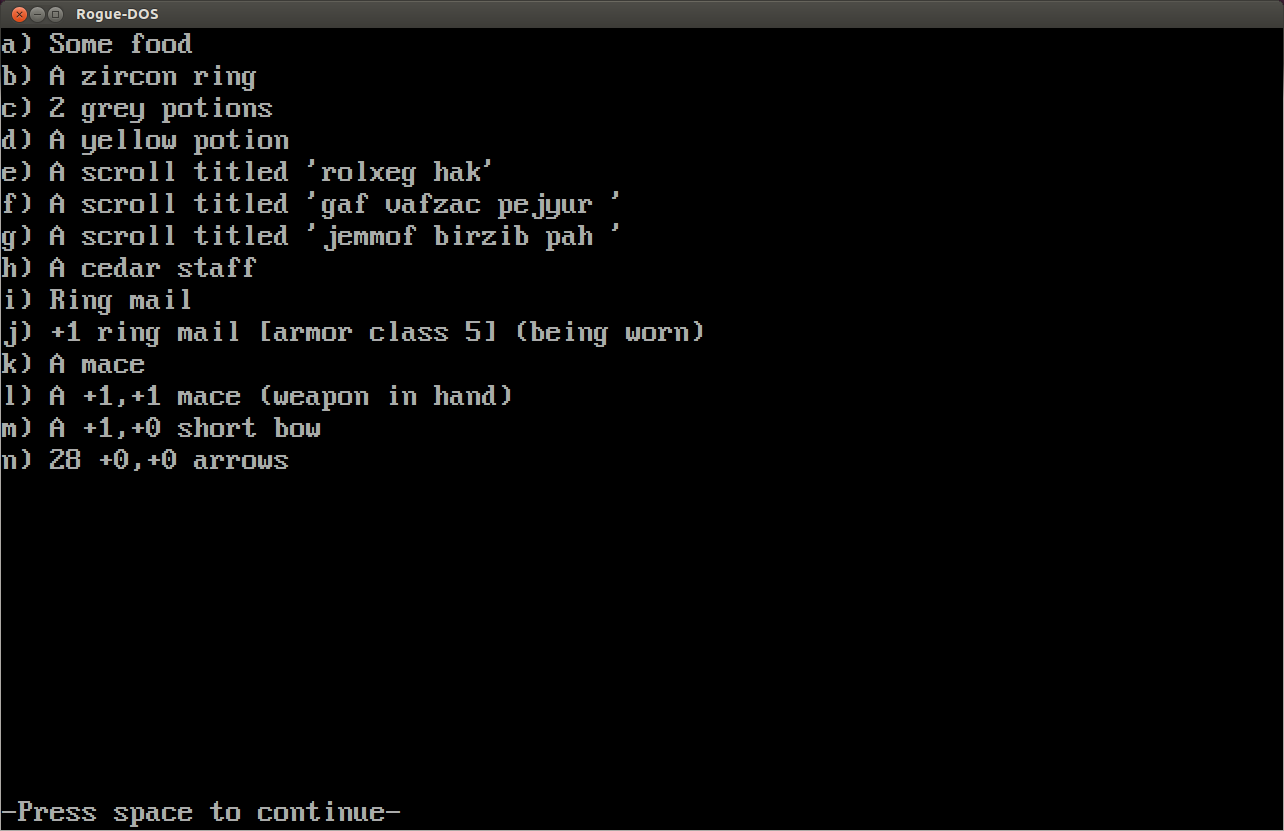 Rogue-DOS
a) Some food
b) A zircon ring
c) 2 grey potions
d) A yellow potion
e) A scroll titled 'rolxeg hak'
f) A scroll titled 'gaf vafzac pejyur '
g) A scroll titled 'jemmof birzib pah '
h) A cedar staff
i) Ring mail
j) +1 ring mail [armor class 5] (being worn)
k) A mace
l) A +1,+1 mace (weapon in hand)
m) A +1,+0 short bow
n) 28 +0,+0 arrows
-Press space to continue-